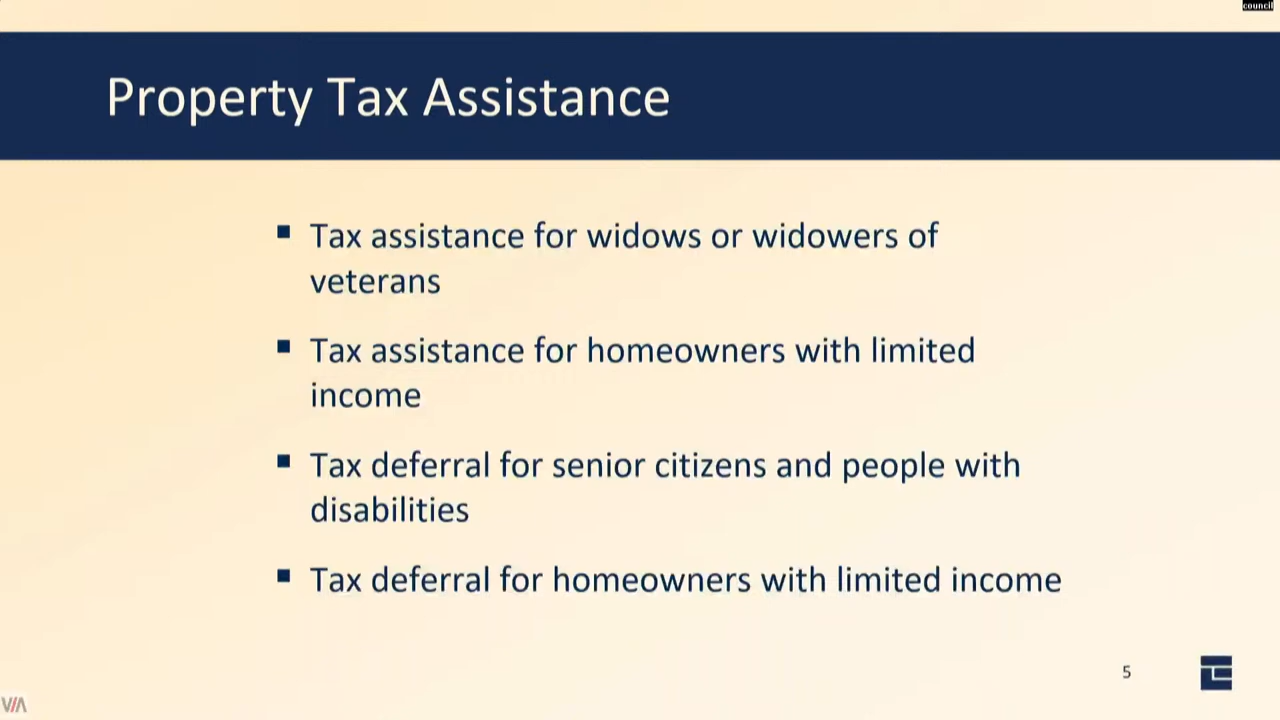 council
Property Tax Assistance
▪ Tax assistance for widows or widowers of
veterans
▪ Tax assistance for homeowners with limited
income
▪ Tax deferral for senior citizens and people with
disabilities
▪ Tax deferral for homeowners with limited income
5
VIA